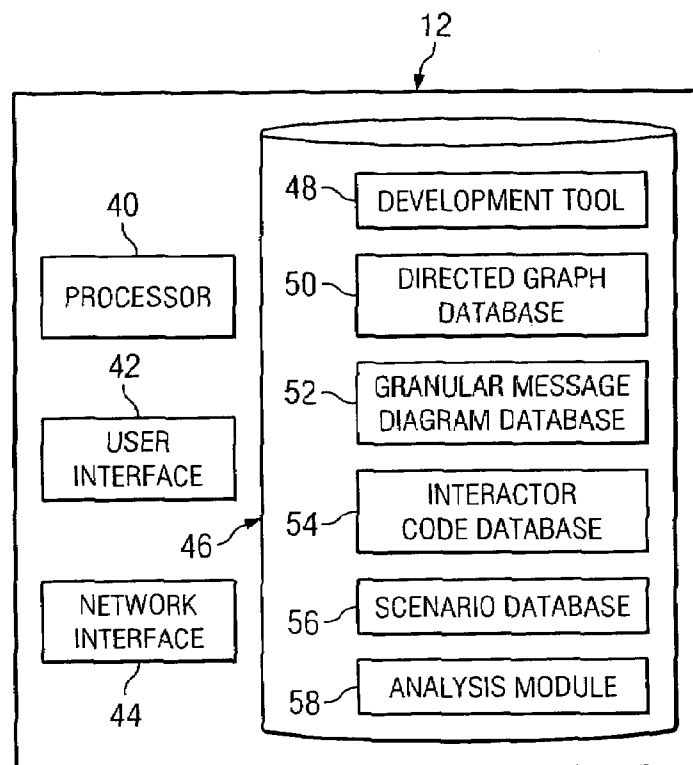 12
40
PROCESSOR
42
USER
INTERFACE
46
NETWORK
INTERFACE
44
48
DEVELOPMENT TOOL
50
DIRECTED GRAPH
DATABASE
52
GRANULAR MESSAGE
DIAGRAM DATABASE
54
INTERACTOR
CODE DATABASE
56
SCENARIO DATABASE
58
ANALYSIS MODULE